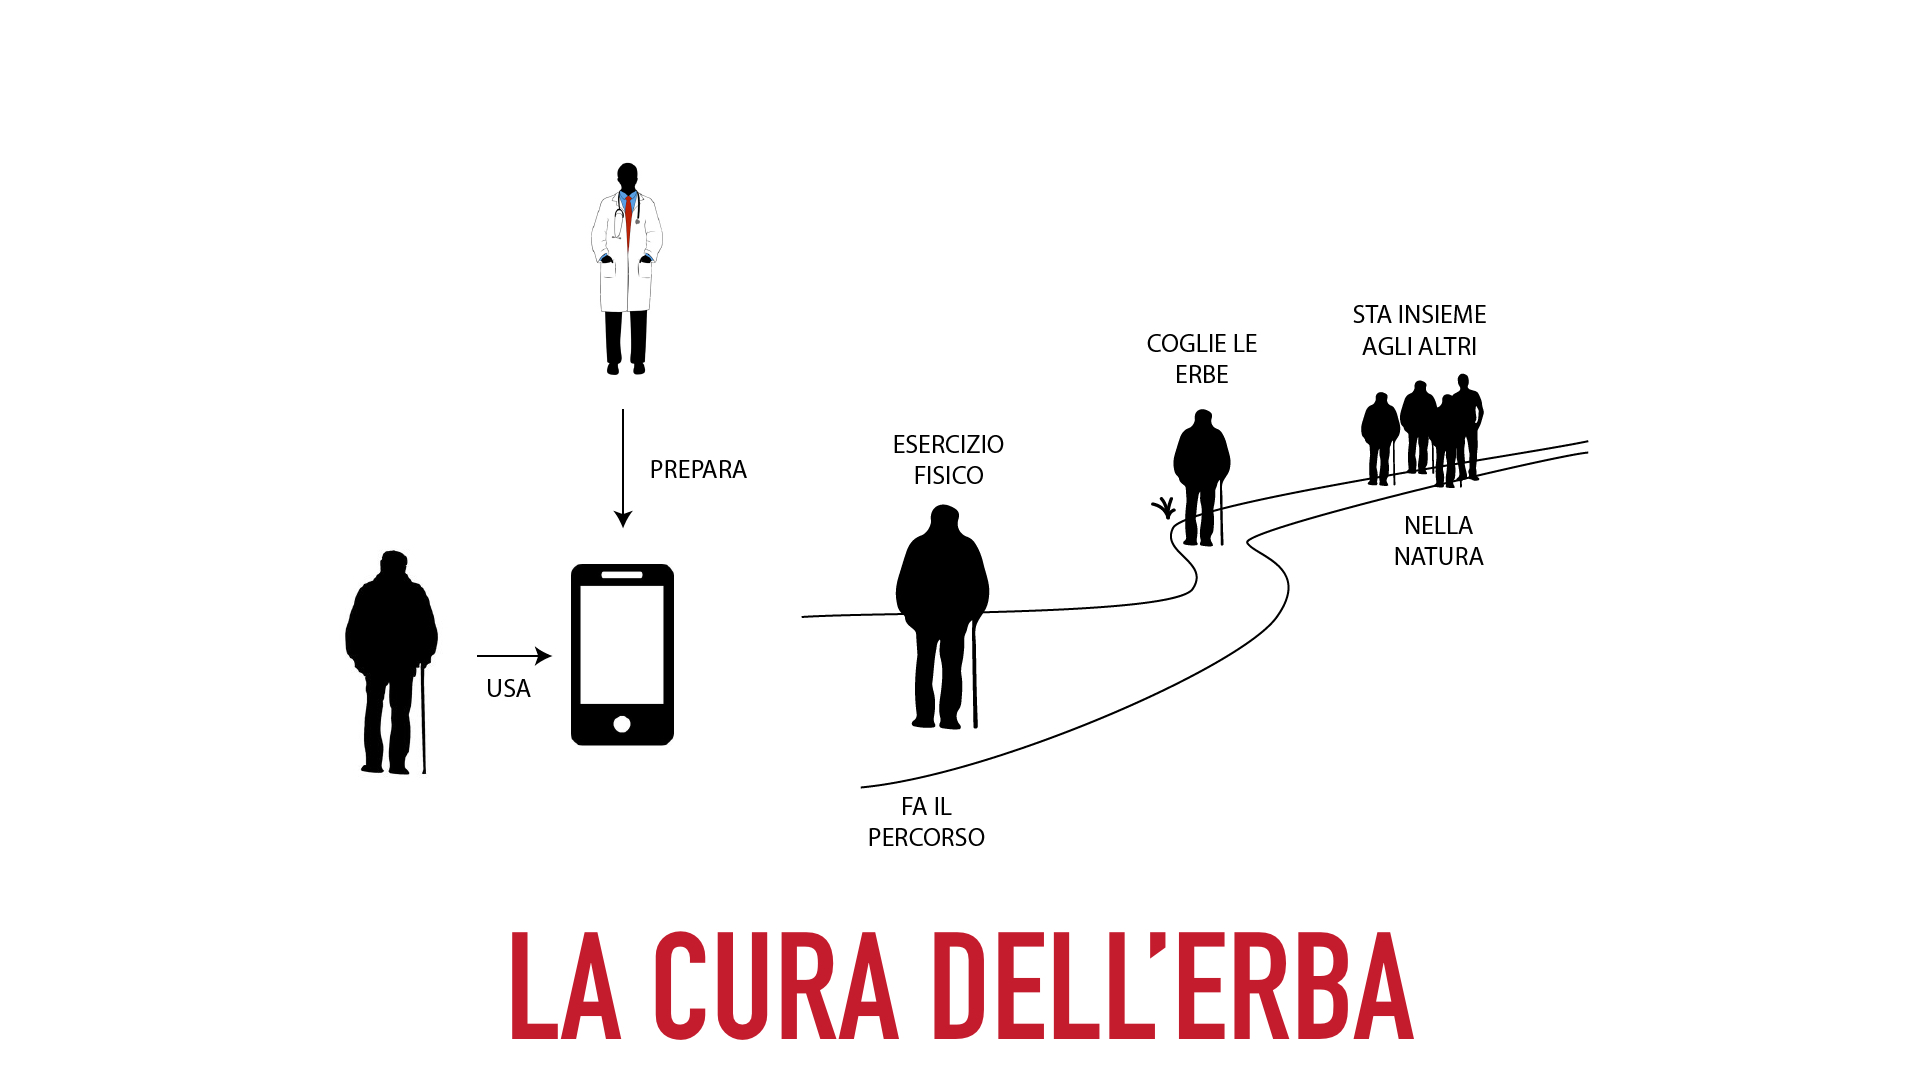 STA INSIEME
AGLI ALTRI
COGLIE LE
ERBE
ESERCIZIO
FISICO
PREPARA
NELLA
NATURA
USA
FA IL
PERCORSO
LA CURA DELL'ERBA